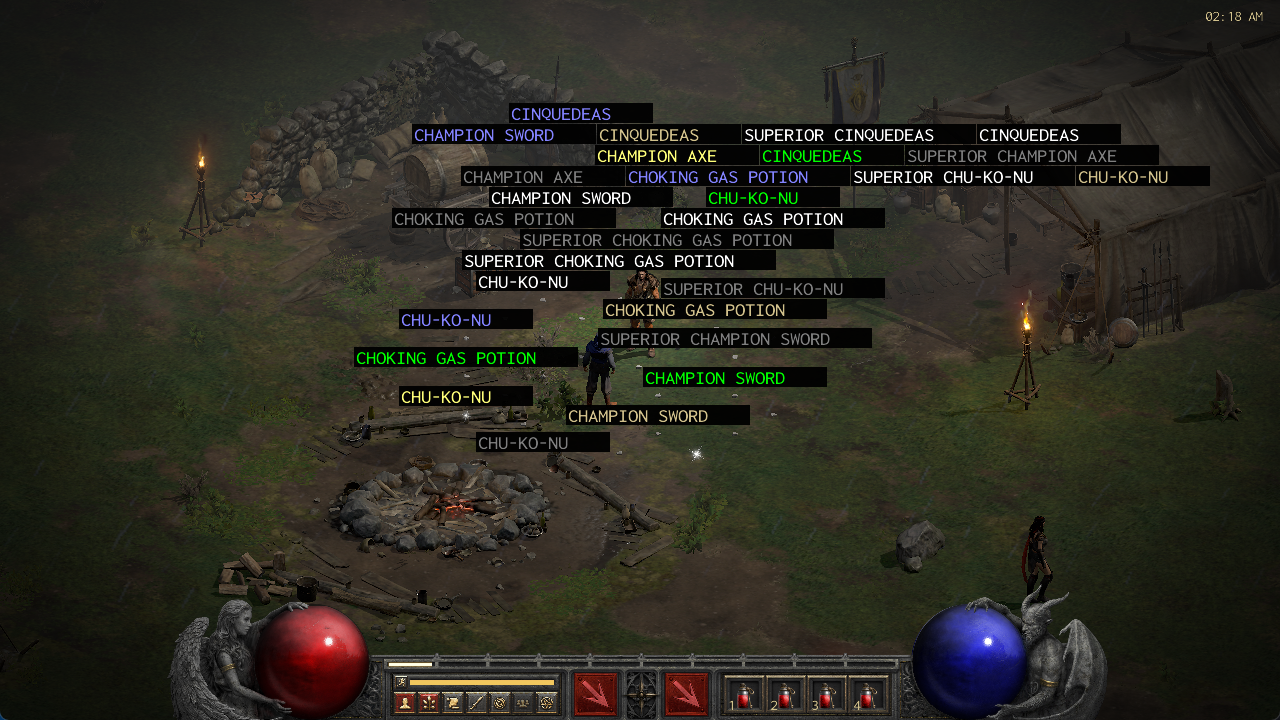 02:18 AM
CINQUEDEAS
CHAMPION SWORD CINQUEDEAS SUPERIOR CINQUEDEAS CINQUEDEAS
CHAMPION AXE CINQUEDEAS SUPERIOR CHAMPION AXE
CHAMPION AXE CHOKING GAS POTION SUPERIOR CHU-KO-NU CHU-KO-NU
CHAMPION SWORD CHU-KO-NU
CHOKING GAS POTION CHOKING GAS POTION
SUPERIOR CHOKING GAS POTION
SUPERIOR CHOKING GAS POTION
CHU-KO-NU SUPERIOR CHU-KO-NU
CHOKING GAS POTION
CHU-KO-NU
SUPERIOR CHAMPION SWORD
CHOKING GAS POTION
CHAMPION SWORD
CHU-KO-NU
CHAMPION SWORD
CHU-KO-NU
1 2 3 4